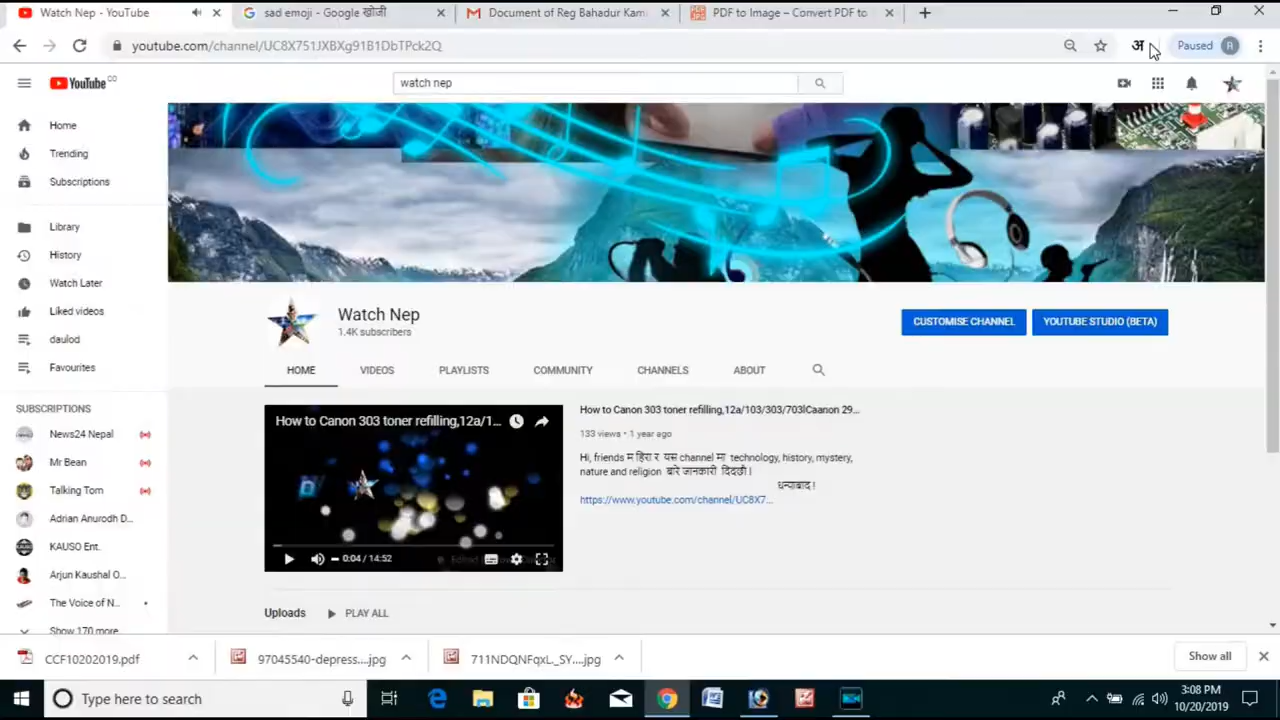 Watch Nep - YouTube
sad emoji - Google खोजी
Document of Reg Bahadur Kam
PDF to Image – Convert PDF to
youtube.com/channel/UC8X751JXBXg91B1DbTPck2Q
अ
Paused R
YouTube CO
watch nep
Home
Trending
Subscriptions
Library
History
Watch Later
Liked videos
daulod
Favourites
SUBSCRIPTIONS
News24 Nepal
Mr Bean
Talking Tom
Adrian Anurodh D...
KAUSO Ent.
Arjun Kaushal O...
The Voice of N...
Show 170 more
Watch Nep
1.4K subscribers
CUSTOMISE CHANNEL
YOUTUBE STUDIO (BETA)
HOME VIDEOS PLAYLISTS COMMUNITY CHANNELS ABOUT
How to Canon 303 toner refilling,12a/1...
0:04 / 14:52
How to Canon 303 toner refilling,12a/103/303/703lCaanon 29...
133 views • 1 year ago
Hi, friends म हिरा र यस channel मा technology, history, mystery,
nature and religion बारे जानकारी दिदछौ।
धन्यबाद !
https://www.youtube.com/channel/UC8X7...
Uploads PLAY ALL
CCF10202019.pdf
97045540-depress....jpg
711NDQNFqxL._SY....jpg
Show all
Type here to search
3:08 PM
10/20/2019